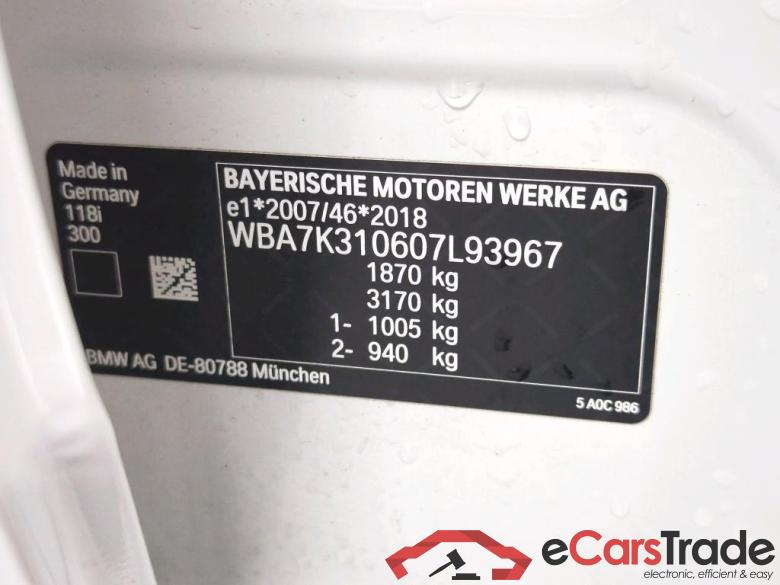 Made in
Germany
118i
300
BAYERISCHE MOTOREN WERKE AG
e1*2007/46*2018
WBA7K310607L93967
1870 kg
3170 kg
1- 1005 kg
2- 940 kg
BMW AG DE-80788 München
5 A0C 986
eCarsTrade
electronic, efficient & easy